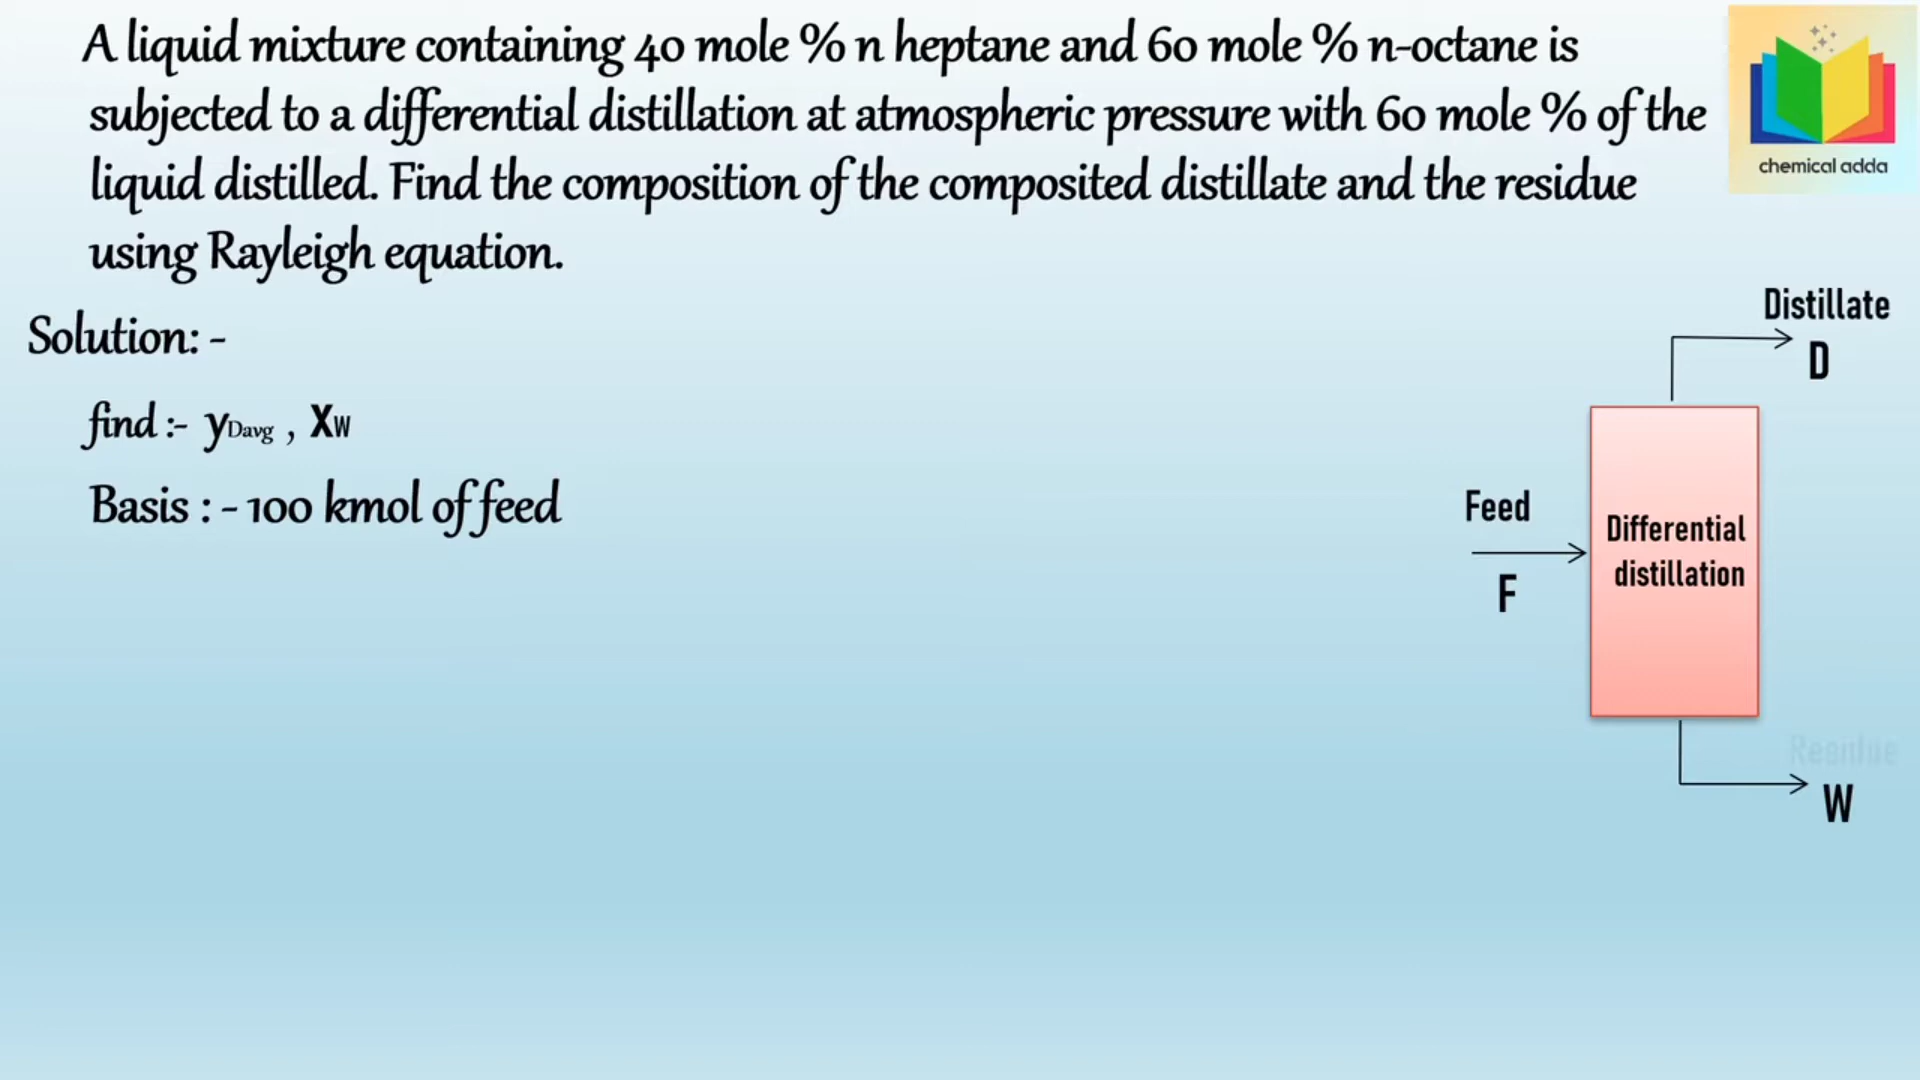 A liquid mixture containing 40 mole % n heptane and 60 mole % n-octane is
subjected to a differential distillation at atmospheric pressure with 60 mole % of the
liquid distilled. Find the composition of the composited distillate and the residue
using Rayleigh equation.
chemical adda
Solution: -
find :- yDavg , xW
Basis : - 100 kmol of feed
Distillate
D
Feed
F
Differential
distillation
Residue
W